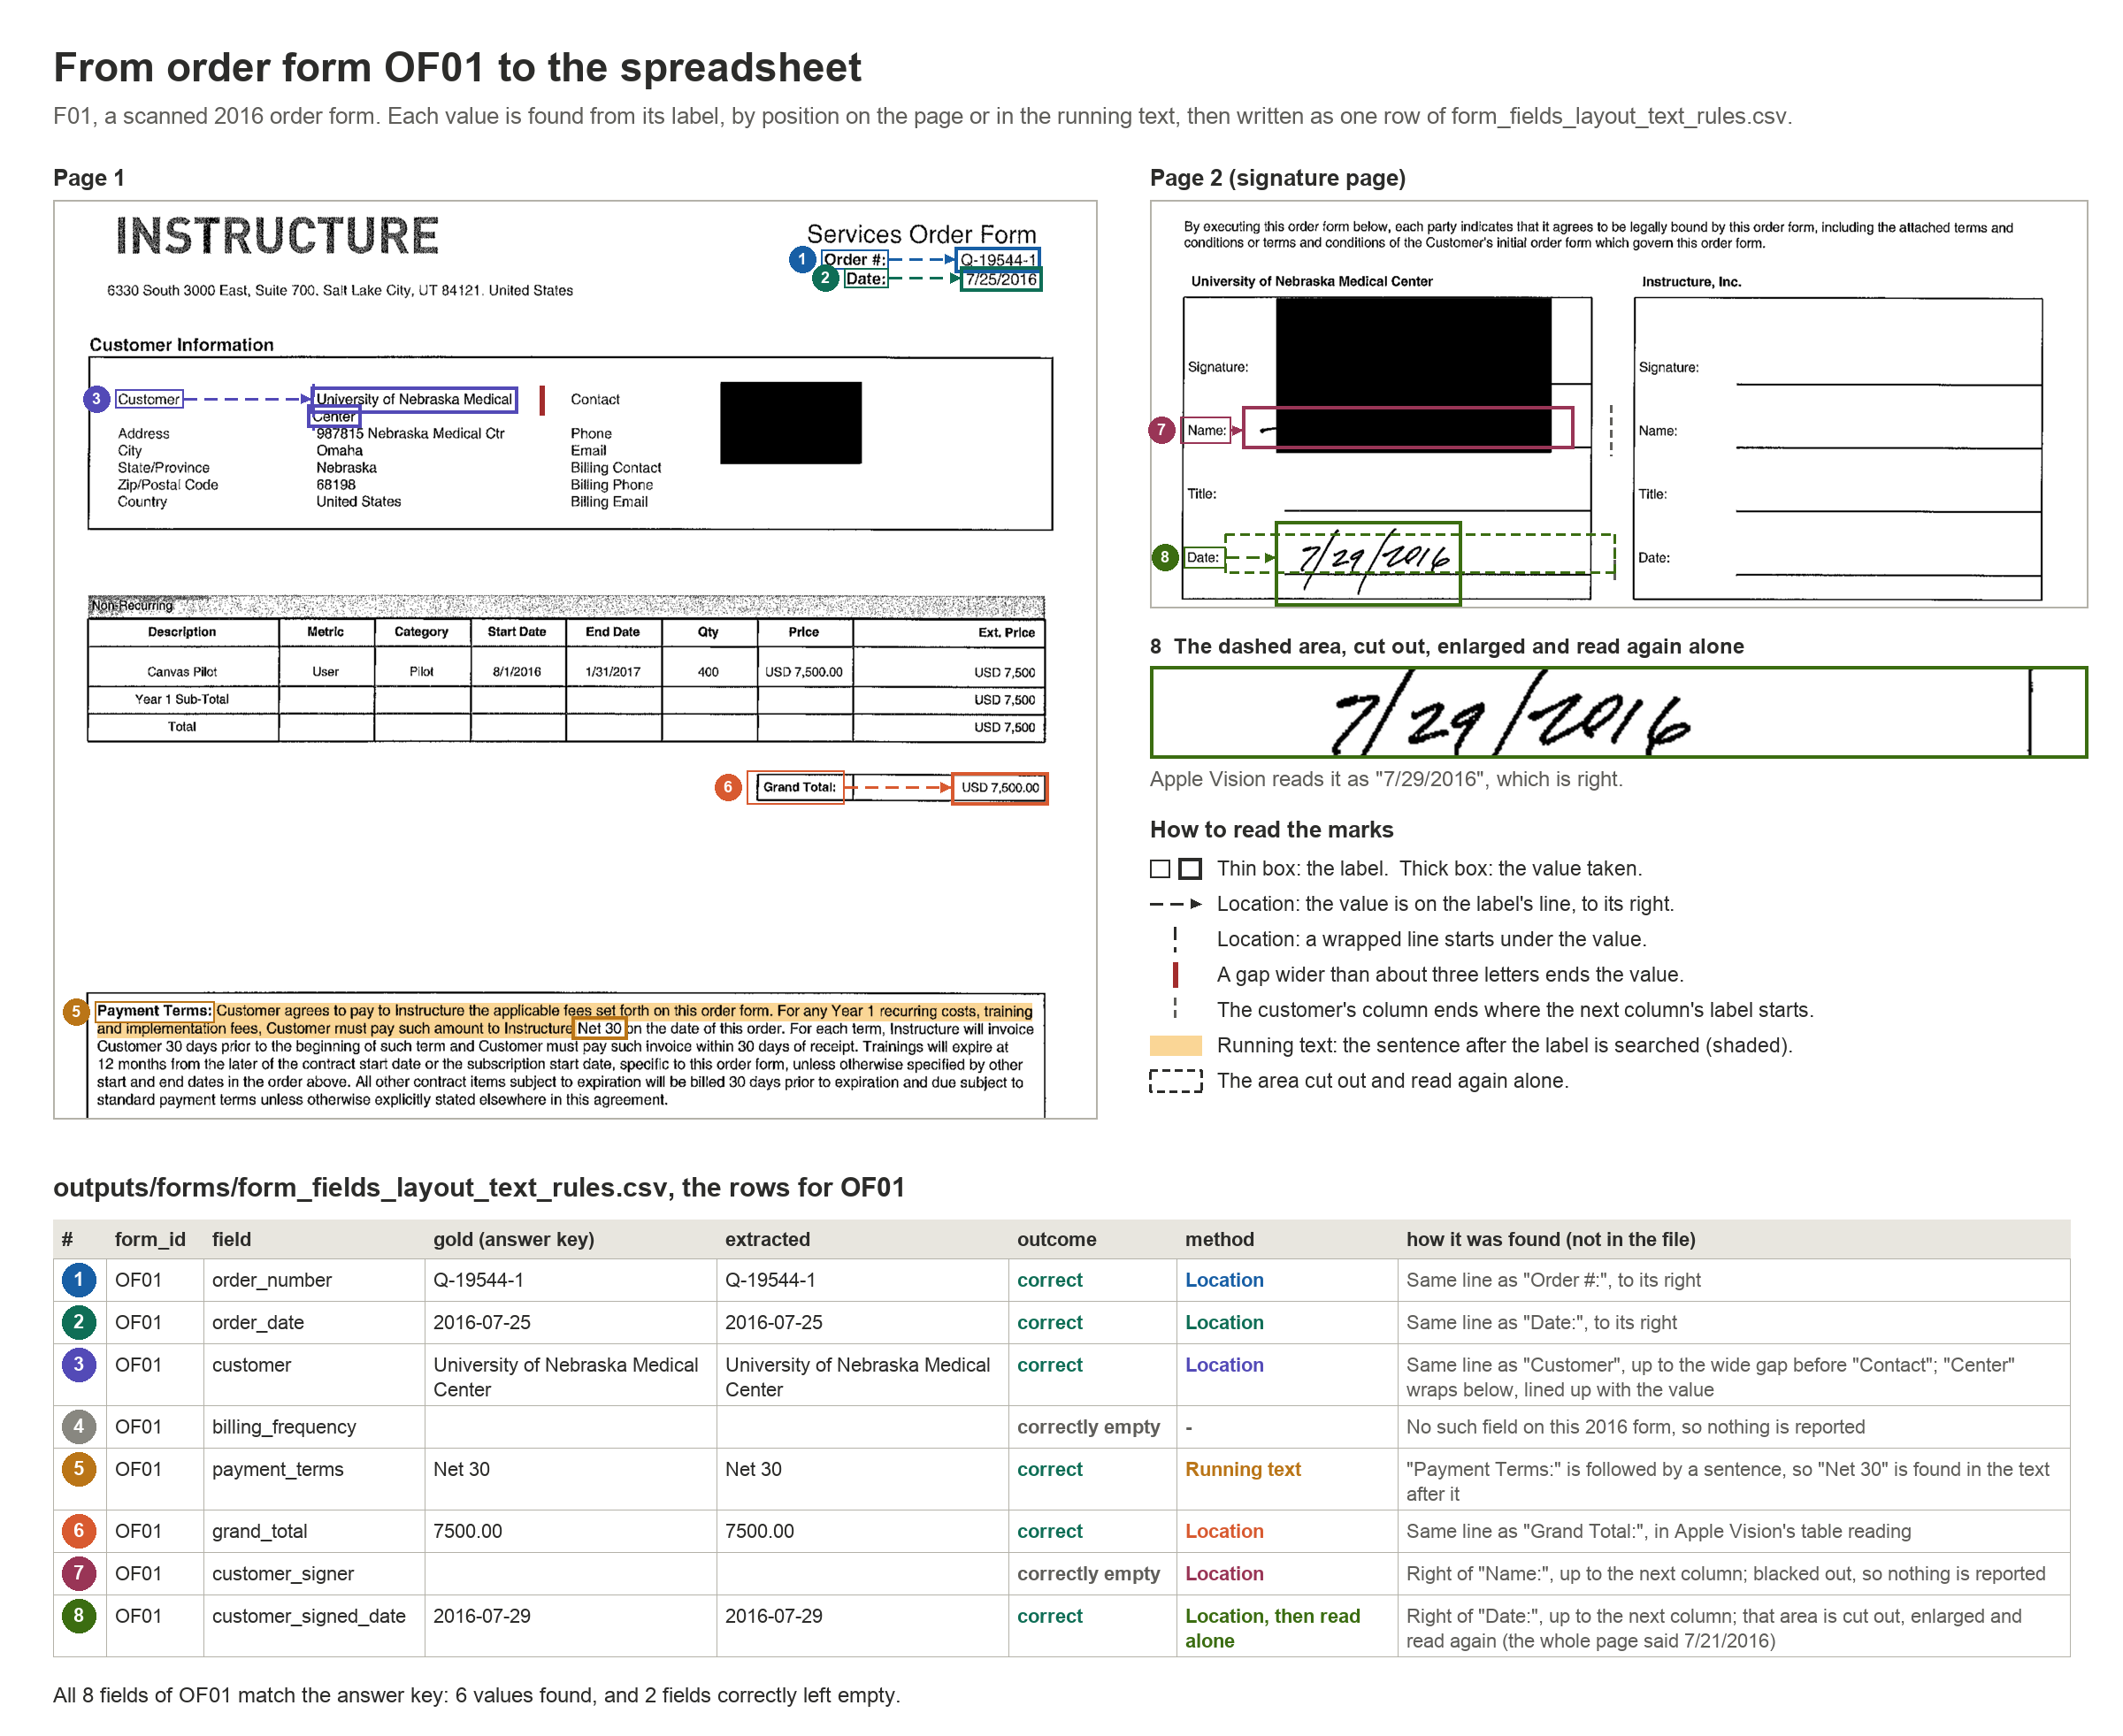 From order form OF01 to the spreadsheet
F01, a scanned 2016 order form. Each value is found from its label, by position on the page or in the running text, then written as one row of form_fields_layout_text_rules.csv.
Page 1
INSTRUCTURE
Services Order Form
1 Order #: Q-19544-1
2 Date: 7/25/2016
6330 South 3000 East, Suite 700. Salt Lake City, UT 84121. United States
Customer Information
3 Customer University of Nebraska Medical Contact
Center
Address 987815 Nebraska Medical Ctr Phone
City Omaha Email
State/Province Nebraska Billing Contact
Zip/Postal Code 68198 Billing Phone
Country United States Billing Email
Non-Recurring
Description Metric Category Start Date End Date Qty Price Ext. Price
Canvas Pilot User Pilot 8/1/2016 1/31/2017 400 USD 7,500.00 USD 7,500
Year 1 Sub-Total USD 7,500
Total USD 7,500
6 Grand Total: USD 7,500.00
5 Payment Terms: Customer agrees to pay to Instructure the applicable fees set forth on this order form. For any Year 1 recurring costs, training
and implementation fees, Customer must pay such amount to Instructure Net 30 on the date of this order. For each term, Instructure will invoice
Customer 30 days prior to the beginning of such term and Customer must pay such invoice within 30 days of receipt. Trainings will expire at
12 months from the later of the contract start date or the subscription start date, specific to this order form, unless otherwise specified by other
start and end dates in the order above. All other contract items subject to expiration will be billed 30 days prior to expiration and due subject to
standard payment terms unless otherwise explicitly stated elsewhere in this agreement.
Page 2 (signature page)
By executing this order form below, each party indicates that it agrees to be legally bound by this order form, including the attached terms and
conditions or terms and conditions of the Customer's initial order form which govern this order form.
University of Nebraska Medical Center Instructure, Inc.
Signature: Signature:
7 Name: Name:
Title: Title:
8 Date: 7/29/2016 Date:
8 The dashed area, cut out, enlarged and read again alone
7/29/2016
Apple Vision reads it as "7/29/2016", which is right.
How to read the marks
Thin box: the label. Thick box: the value taken.
Location: the value is on the label's line, to its right.
Location: a wrapped line starts under the value.
A gap wider than about three letters ends the value.
The customer's column ends where the next column's label starts.
Running text: the sentence after the label is searched (shaded).
The area cut out and read again alone.
outputs/forms/form_fields_layout_text_rules.csv, the rows for OF01
# form_id field gold (answer key) extracted outcome method how it was found (not in the file)
1 OF01 order_number Q-19544-1 Q-19544-1 correct Location Same line as "Order #:", to its right
2 OF01 order_date 2016-07-25 2016-07-25 correct Location Same line as "Date:", to its right
3 OF01 customer University of Nebraska Medical University of Nebraska Medical correct Location Same line as "Customer", up to the wide gap before "Contact"; "Center"
Center Center wraps below, lined up with the value
4 OF01 billing_frequency correctly empty - No such field on this 2016 form, so nothing is reported
5 OF01 payment_terms Net 30 Net 30 correct Running text "Payment Terms:" is followed by a sentence, so "Net 30" is found in the text
after it
6 OF01 grand_total 7500.00 7500.00 correct Location Same line as "Grand Total:", in Apple Vision's table reading
7 OF01 customer_signer correctly empty Location Right of "Name:", up to the next column; blacked out, so nothing is reported
8 OF01 customer_signed_date 2016-07-29 2016-07-29 correct Location, then read Right of "Date:", up to the next column; that area is cut out, enlarged and
alone read again (the whole page said 7/21/2016)
All 8 fields of OF01 match the answer key: 6 values found, and 2 fields correctly left empty.